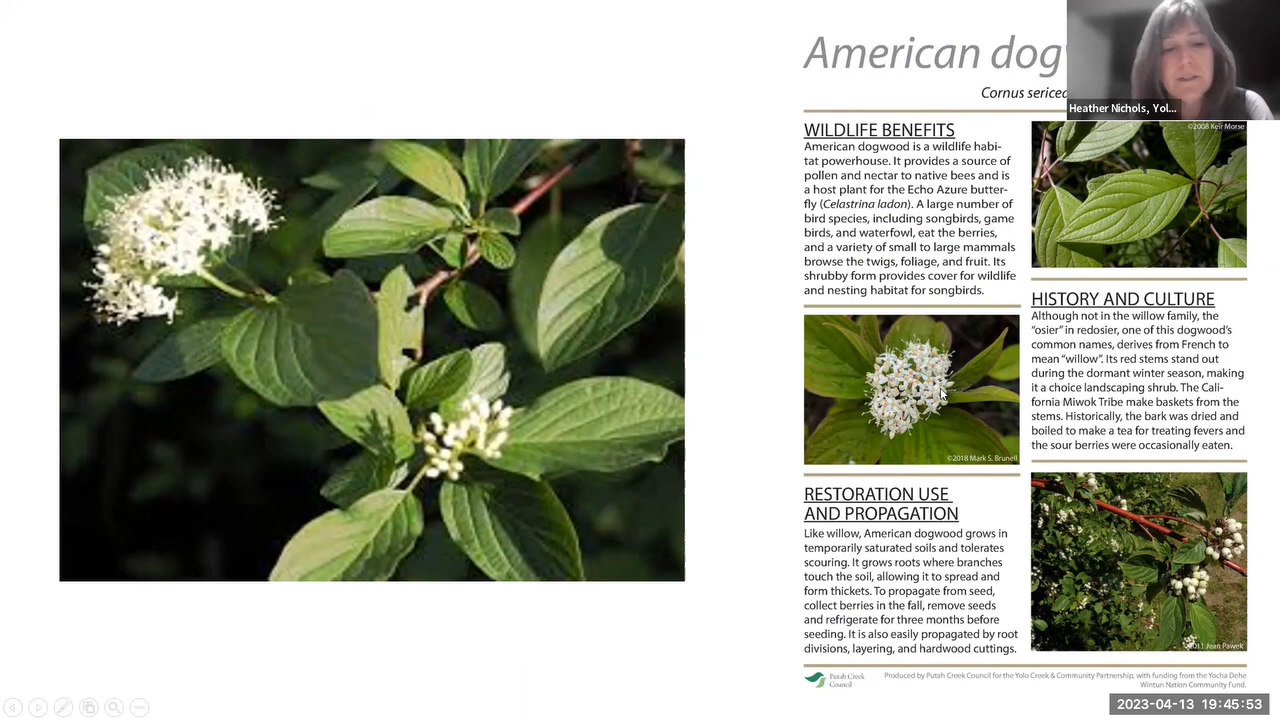 American dog
Cornus serice
Heather Nichols, Yol...
WILDLIFE BENEFITS
American dogwood is a wildlife habi-
tat powerhouse. It provides a source of
pollen and nectar to native bees and is
a host plant for the Echo Azure butter-
fly (Celastrina ladon). A large number of
bird species, including songbirds, game
birds, and waterfowl, eat the berries,
and a variety of small to large mammals
browse the twigs, foliage, and fruit. Its
shrubby form provides cover for wildlife
and nesting habitat for songbirds.
©2018 Mark S. Brunell
RESTORATION USE
AND PROPAGATION
Like willow, American dogwood grows in
temporarily saturated soils and tolerates
scouring. It grows roots where branches
touch the soil, allowing it to spread and
form thickets. To propagate from seed,
collect berries in the fall, remove seeds
and refrigerate for three months before
seeding. It is also easily propagated by root
divisions, layering, and hardwood cuttings.
©2008 Keir Morse
HISTORY AND CULTURE
Although not in the willow family, the
"osier" in redosier, one of this dogwood's
common names, derives from French to
mean "willow". Its red stems stand out
during the dormant winter season, making
it a choice landscaping shrub. The Cali-
fornia Miwok Tribe make baskets from the
stems. Historically, the bark was dried and
boiled to make a tea for treating fevers and
the sour berries were occasionally eaten.
©2011 Jean Pawek
Putah Creek
Council
Produced by Putah Creek Council for the Yolo Creek & Community Partnership, with funding from the Yocha Dehe
Wintun Nation Community Fund.
2023-04-13 19:45:53